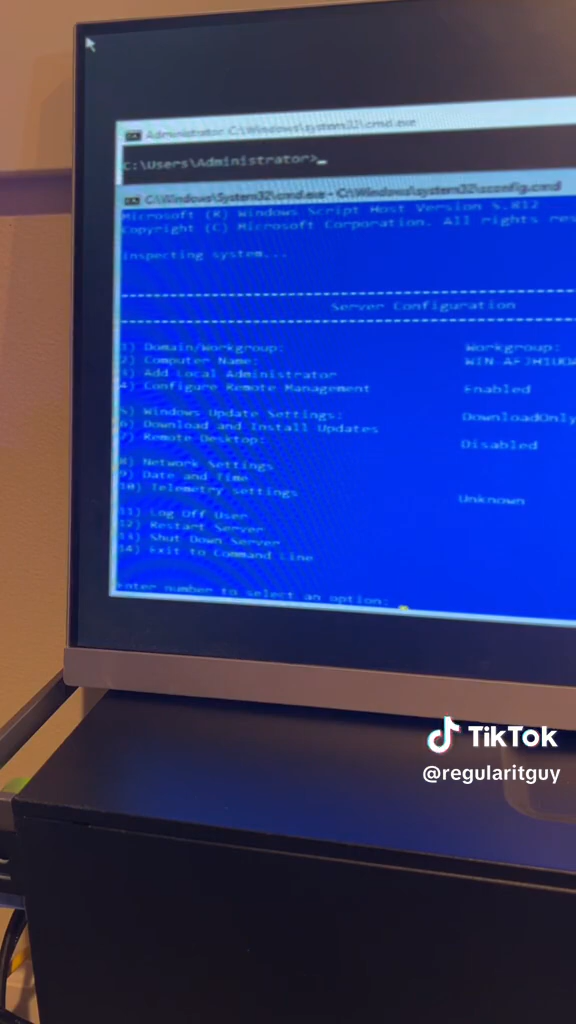 Administrator: C:\Windows\system32\cmd.exe
C:\Users\Administrator>
C:\Windows\System32\cmd.exe - C:\Windows\system32\sconfig.cmd
Microsoft (R) Windows Script Host Version 5.812
Copyright (C) Microsoft Corporation. All rights
Inspecting system...
Server Configuration
1) Domain/Workgroup: Workgroup:
2) Computer Name:
3) Add Local Administrator
4) Configure Remote Management Enabled
5) Windows Update Settings: DownloadOnly
6) Download and Install Updates
7) Remote Desktop: Disabled
8) Network Settings
9) Date and Time
10) Telemetry settings Unknown
11) Log Off User
12) Restart Server
13) Shut Down Server
14) Exit to Command Line
Enter number to select an option:
TikTok
@regularitguy